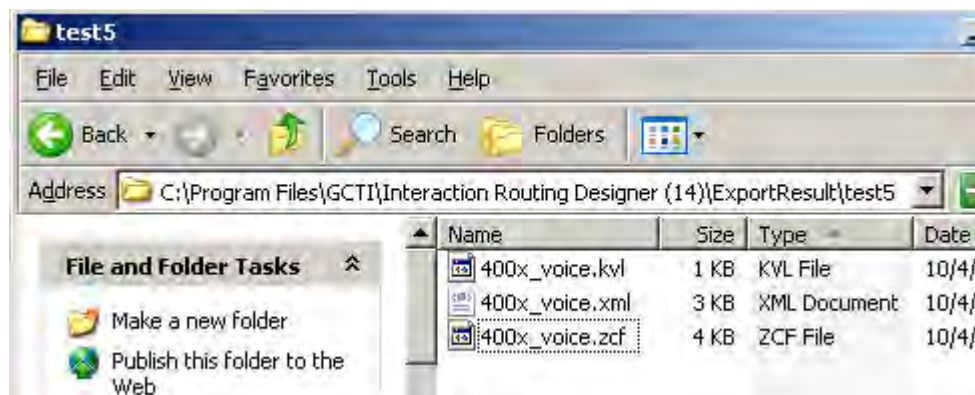 test5
File Edit View Favorites Tools Help
Back Search Folders
Address C:\Program Files\GCTI\Interaction Routing Designer (14)\ExportResult\test5
Name Size Type Date
File and Folder Tasks
400x_voice.kvl 1 KB KVL File 10/4/
400x_voice.xml 3 KB XML Document 10/4/
Make a new folder
400x_voice.zcf 4 KB ZCF File 10/4/
Publish this folder to the
Web